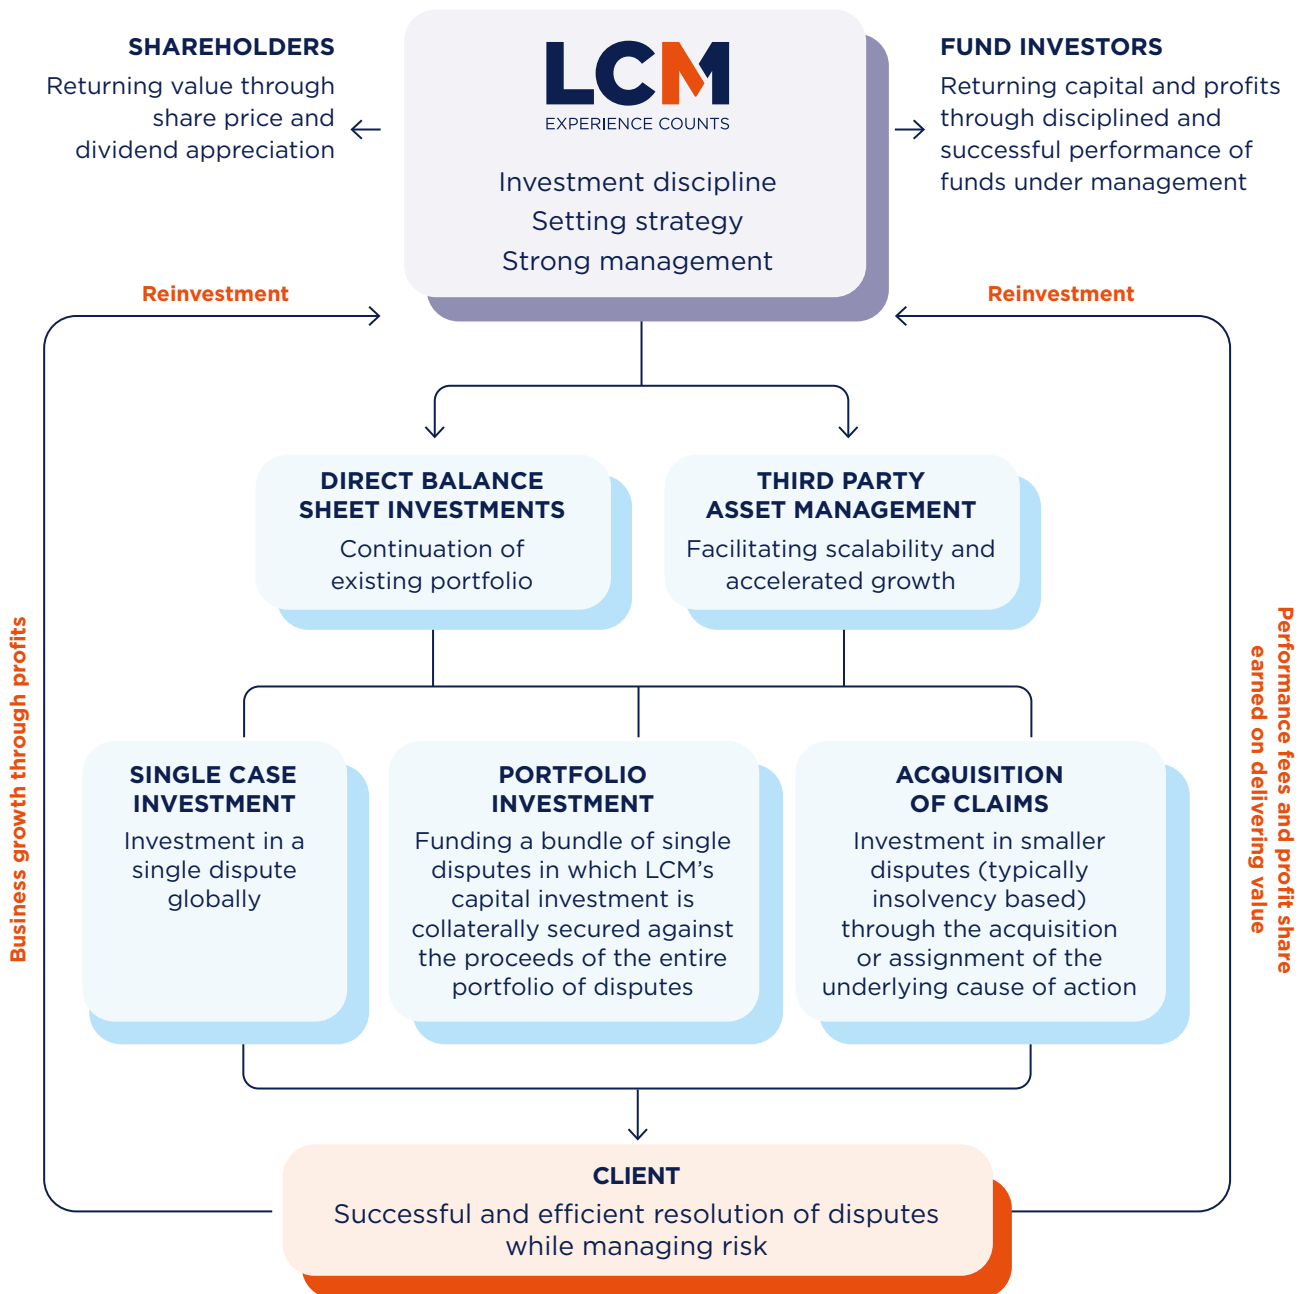 SHAREHOLDERS
Returning value through
share price and
dividend appreciation
LCM
EXPERIENCE COUNTS
Investment discipline
Setting strategy
Strong management
FUND INVESTORS
Returning capital and profits
through disciplined and
successful performance of
funds under management
Reinvestment
Reinvestment
DIRECT BALANCE
SHEET INVESTMENTS
Continuation of
existing portfolio
THIRD PARTY
ASSET MANAGEMENT
Facilitating scalability and
accelerated growth
Business growth through profits
Performance fees and profit share
earned on delivering value
SINGLE CASE
INVESTMENT
Investment in a
single dispute
globally
PORTFOLIO
INVESTMENT
Funding a bundle of single
disputes in which LCM’s
capital investment is
collaterally secured against
the proceeds of the entire
portfolio of disputes
ACQUISITION
OF CLAIMS
Investment in smaller
disputes (typically
insolvency based)
through the acquisition
or assignment of the
underlying cause of action
CLIENT
Successful and efficient resolution of disputes
while managing risk